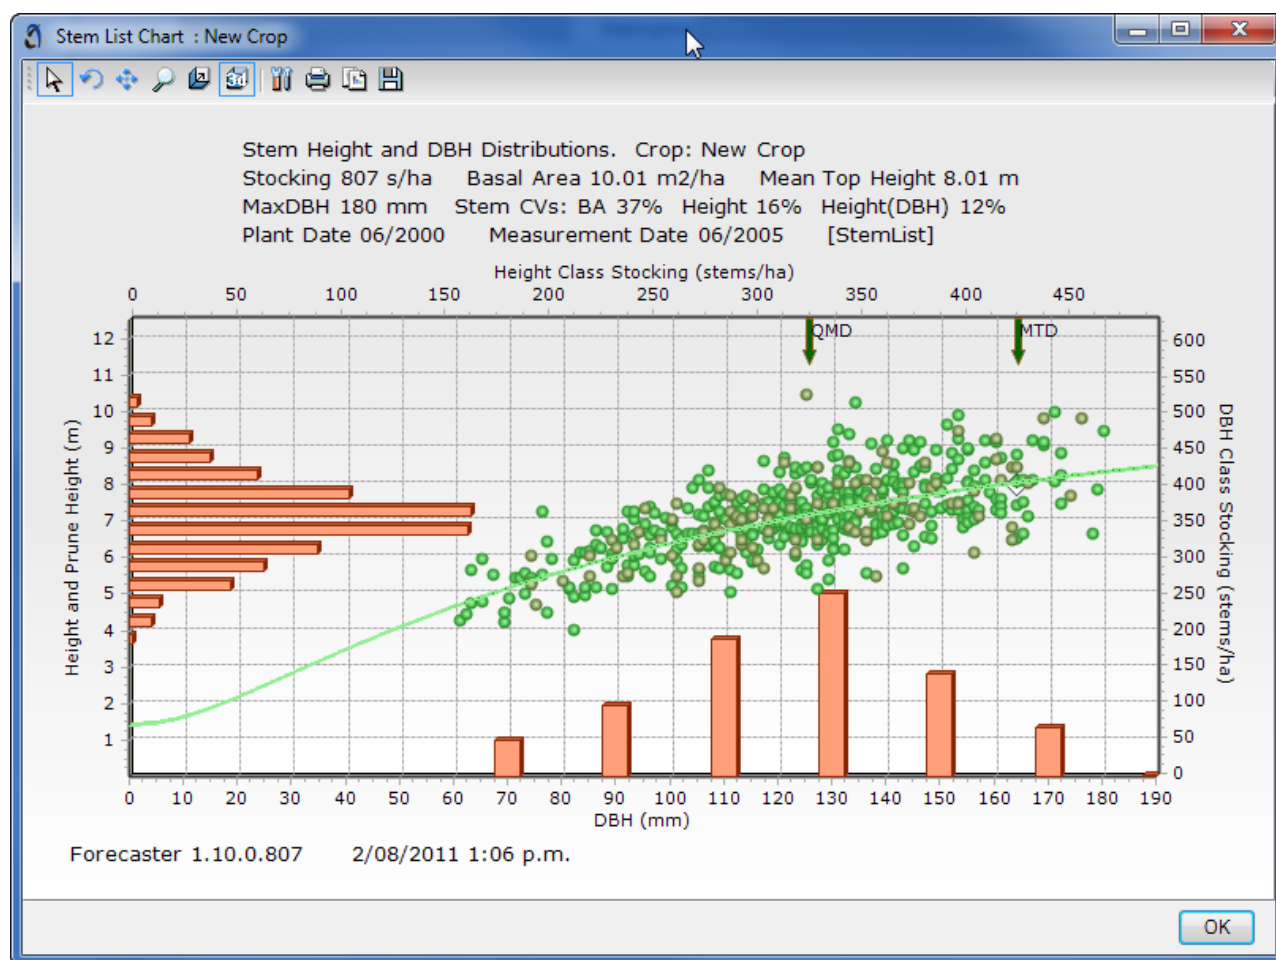 Stem List Chart : New Crop
Stem Height and DBH Distributions. Crop: New Crop
Stocking 807 s/ha Basal Area 10.01 m2/ha Mean Top Height 8.01 m
MaxDBH 180 mm Stem CVs: BA 37% Height 16% Height(DBH) 12%
Plant Date 06/2000 Measurement Date 06/2005 [StemList]
Height Class Stocking (stems/ha)
0 50 100 150 200 250 300 350 400 450
QMD MTD
12 600
11 550
10 500
9 450
8 400
7 350
6 300
5 250
4 200
3 150
2 100
1 50
0
Height and Prune Height (m)
DBH Class Stocking (stems/ha)
0 10 20 30 40 50 60 70 80 90 100 110 120 130 140 150 160 170 180 190
DBH (mm)
Forecaster 1.10.0.807 2/08/2011 1:06 p.m.
OK